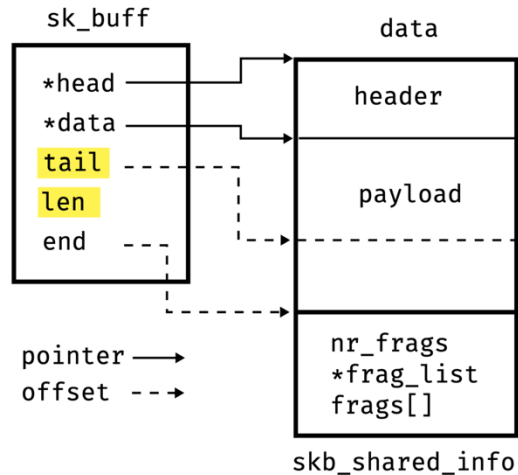 sk_buff
*head
*data
tail
len
end
pointer
offset
data
header
payload
nr_frags
*frag_list
frags[]
skb_shared_info